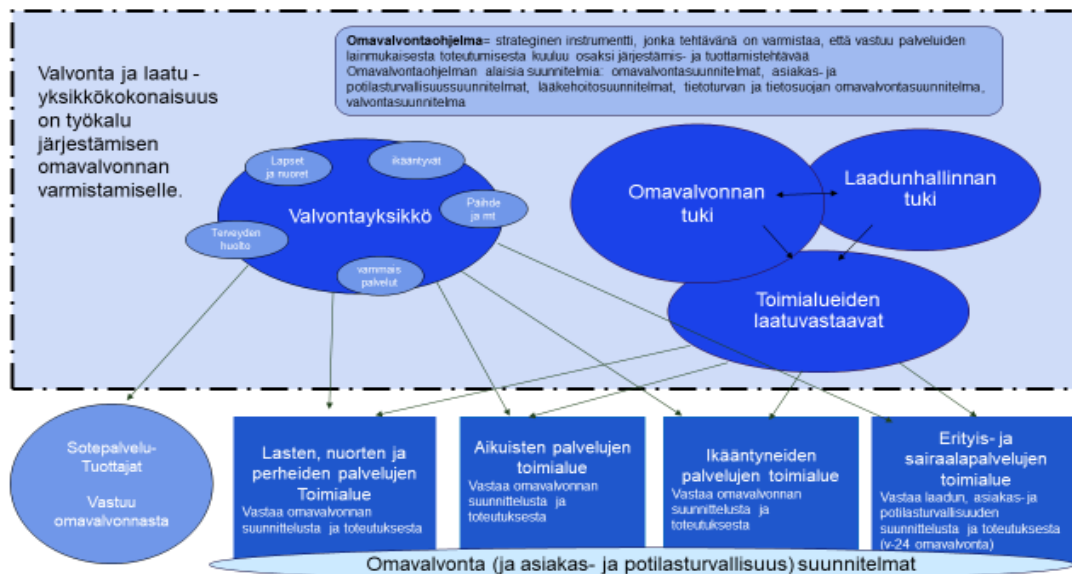 Omavalvontaohjelma= strateginen instrumentti, jonka tehtävänä on varmistaa, että vastuu palveluiden
lainmukaisesta toteutumisesta kuuluu osaksi järjestämis- ja tuottamistehtävää
Omavalvontaohjelman alaisia suunnitelmia: omavalvontasuunnitelmat, asiakas- ja
potilasturvallisuussuunnitelmat, lääkehoitosuunnitelmat, tietoturvan ja tietosuojan omavalvontasuunnitelma,
valvontasuunnitelma
Valvonta ja laatu -
yksikkökokonaisuus
on työkalu
järjestämisen
omavalvonnan
varmistamiselle.
Lapset
ja nuoret
ikääntyvät
Valvontayksikkö
Päihde
ja mt
Terveyden
huolto
vammais
palvelut
Omavalvonnan
tuki
Laadunhallinnan
tuki
Toimialueiden
laatuvastaavat
Sotepalvelu-
Tuottajat
Vastuu
omavalvonnasta
Lasten, nuorten ja
perheiden palvelujen
Toimialue
Vastaa omavalvonnan
suunnittelusta ja
toteutuksesta
Aikuisten palvelujen
toimialue
Vastaa omavalvonnan
suunnittelusta ja
toteutuksesta
Ikääntyneiden
palvelujen toimialue
Vastaa omavalvonnan
suunnittelusta ja
toteutuksesta
Erityis- ja
sairaalapalvelujen
toimialue
Vastaa laadun, asiakas- ja
potilasturvallisuuden
suunnittelusta ja toteutuksesta
(v-24 omavalvonta)
Omavalvonta (ja asiakas- ja potilasturvallisuus) suunnitelmat